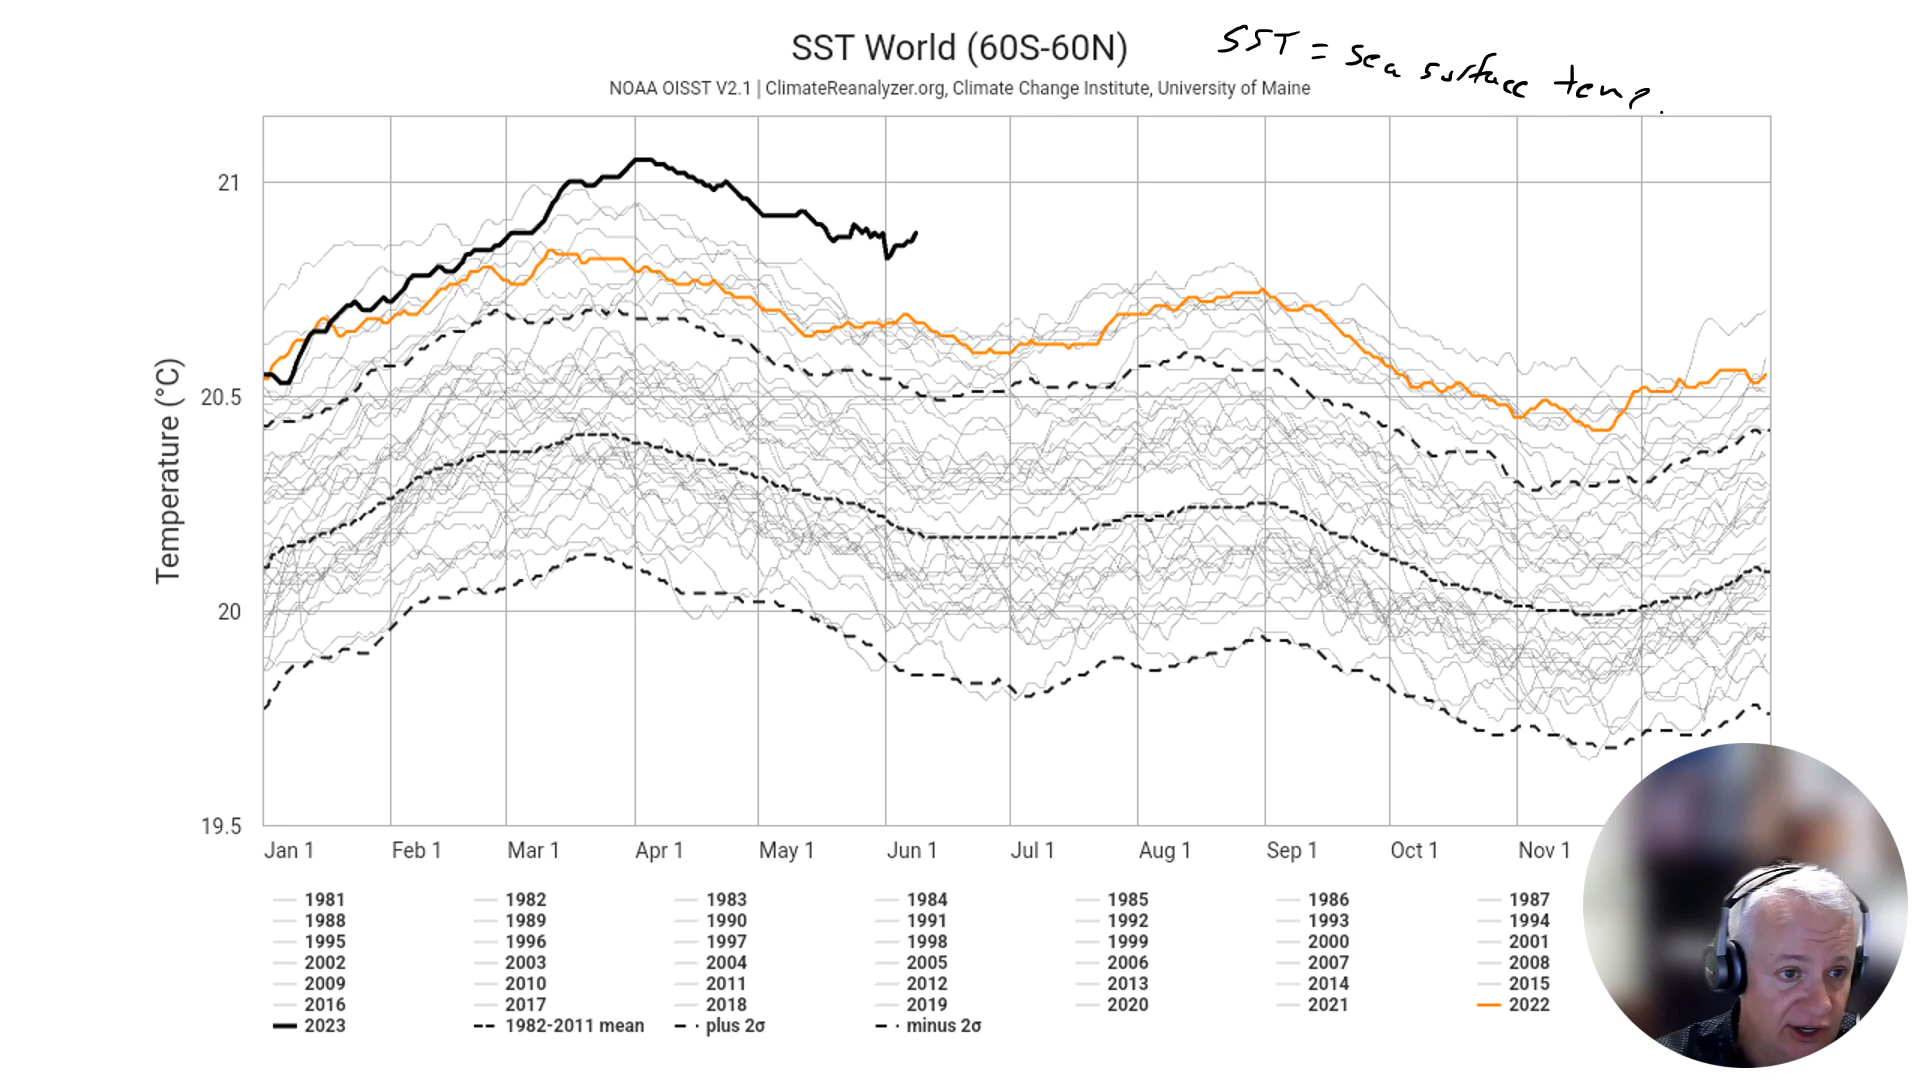 SST World (60S-60N)
SST = sea surface temp.
NOAA OISST V2.1 | ClimateReanalyzer.org, Climate Change Institute, University of Maine
Temperature (°C)
21
20.5
20
19.5
Jan 1 Feb 1 Mar 1 Apr 1 May 1 Jun 1 Jul 1 Aug 1 Sep 1 Oct 1 Nov 1
1981 1982 1983 1984 1985 1986 1987
1988 1989 1990 1991 1992 1993 1994
1995 1996 1997 1998 1999 2000 2001
2002 2003 2004 2005 2006 2007 2008
2009 2010 2011 2012 2013 2014 2015
2016 2017 2018 2019 2020 2021 2022
2023 1982-2011 mean plus 2σ minus 2σ